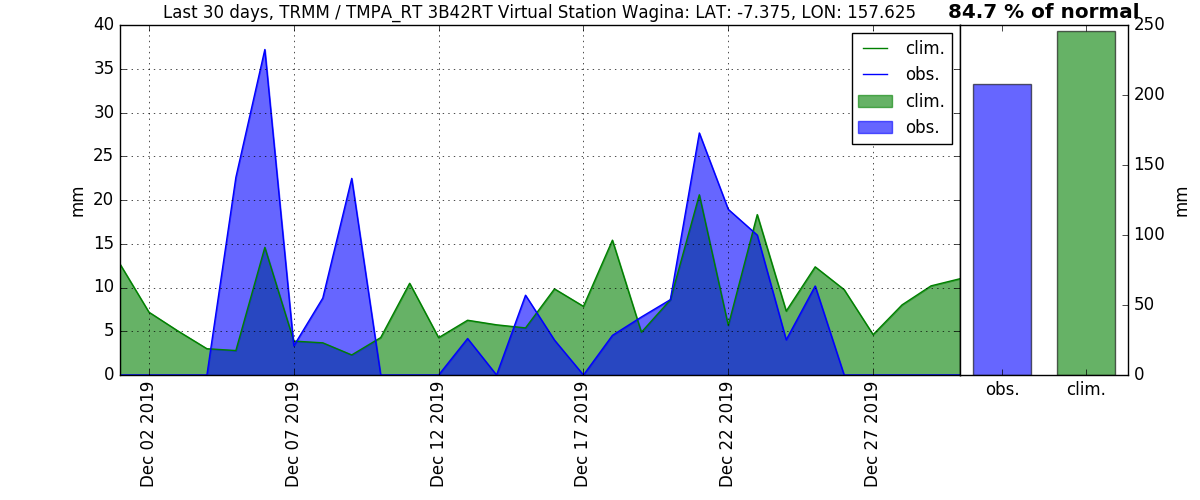 Last 30 days, TRMM / TMPA_RT 3B42RT Virtual Station Wagina: LAT: -7.375, LON: 157.625
84.7 % of normal
40
35
30
25
20
15
10
5
0
mm
clim.
obs.
clim.
obs.
250
200
150
100
50
0
mm
obs.
clim.
Dec 02 2019
Dec 07 2019
Dec 12 2019
Dec 17 2019
Dec 22 2019
Dec 27 2019